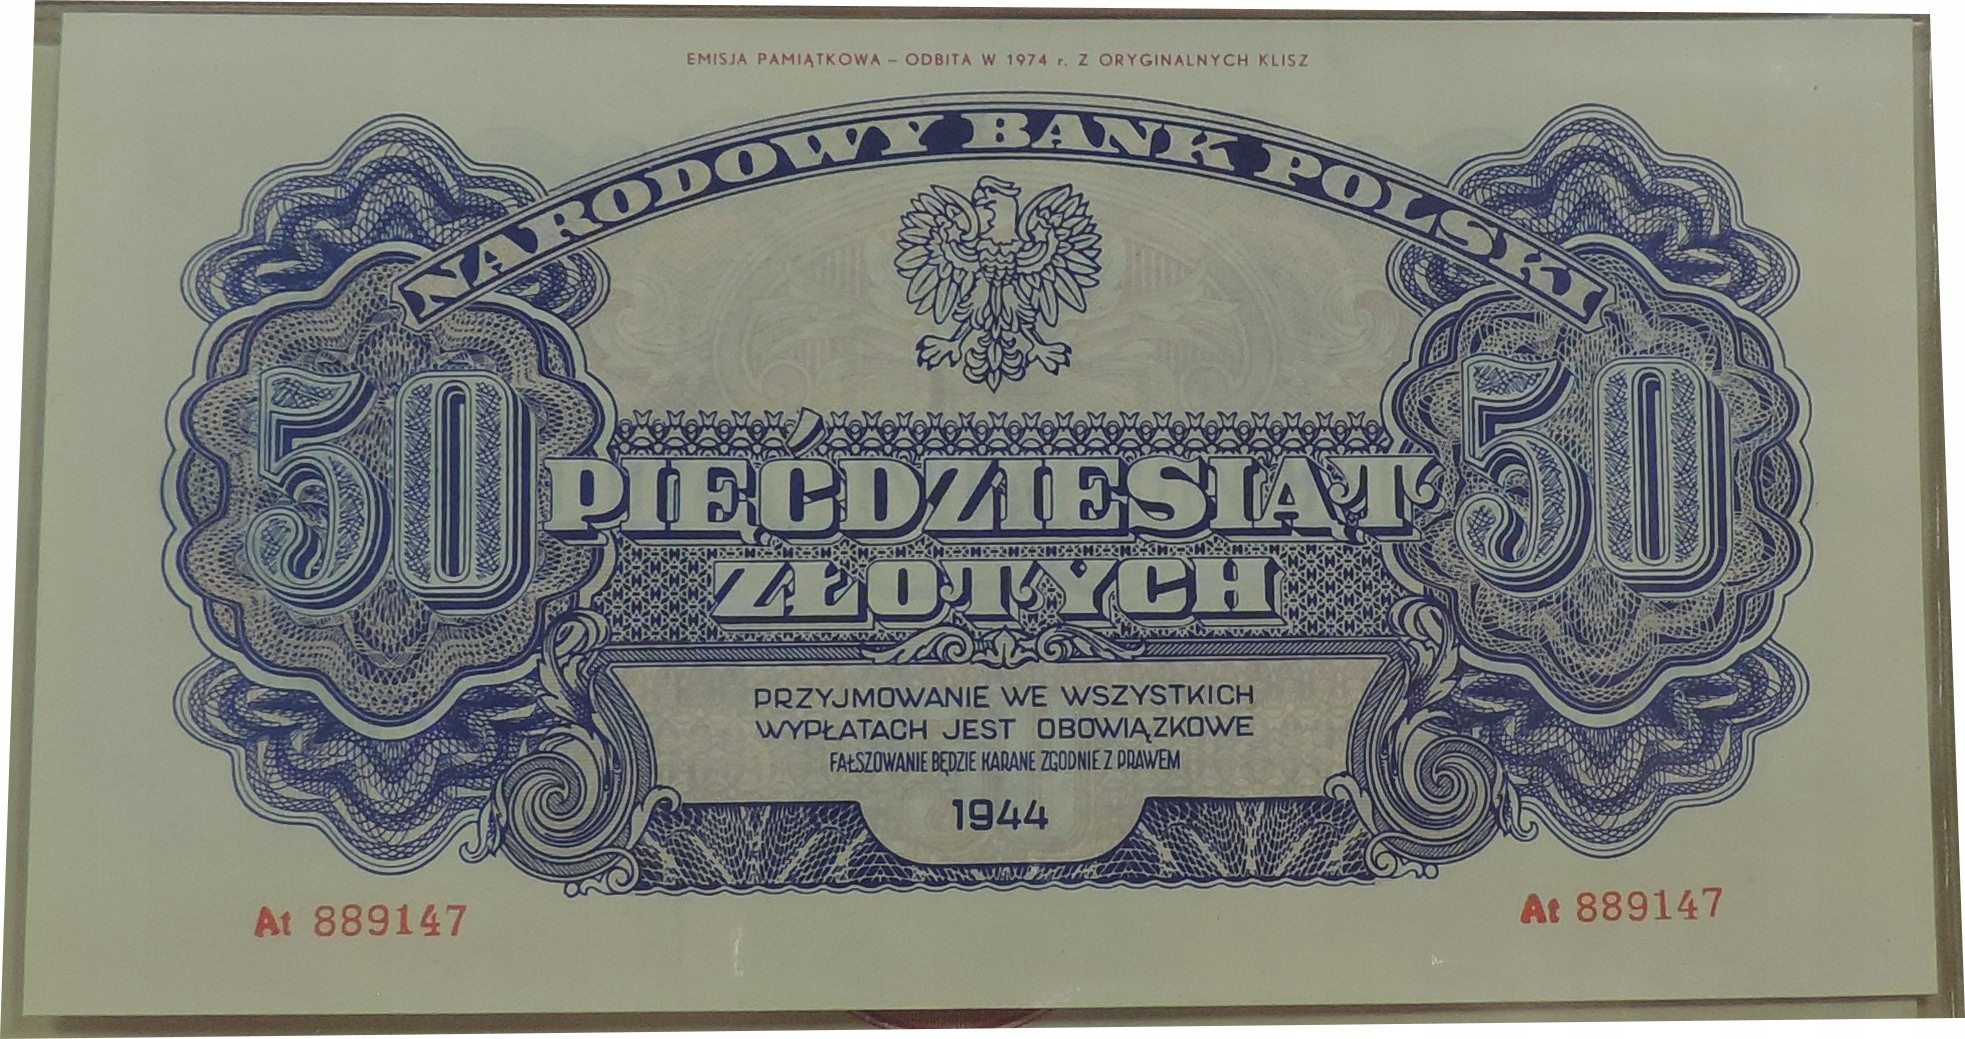 EMISJA PAMIĄTKOWA – ODBITA W 1974 r. Z ORYGINALNYCH KLISZ
NARODOWY BANK POLSKI
50 50
PIĘĆDZIESIĄT
ZŁOTYCH
PRZYJMOWANIE WE WSZYSTKICH
WYPŁATACH JEST OBOWIĄZKOWE
FAŁSZOWANIE BĘDZIE KARANE ZGODNIE Z PRAWEM
1944
At 889147 At 889147